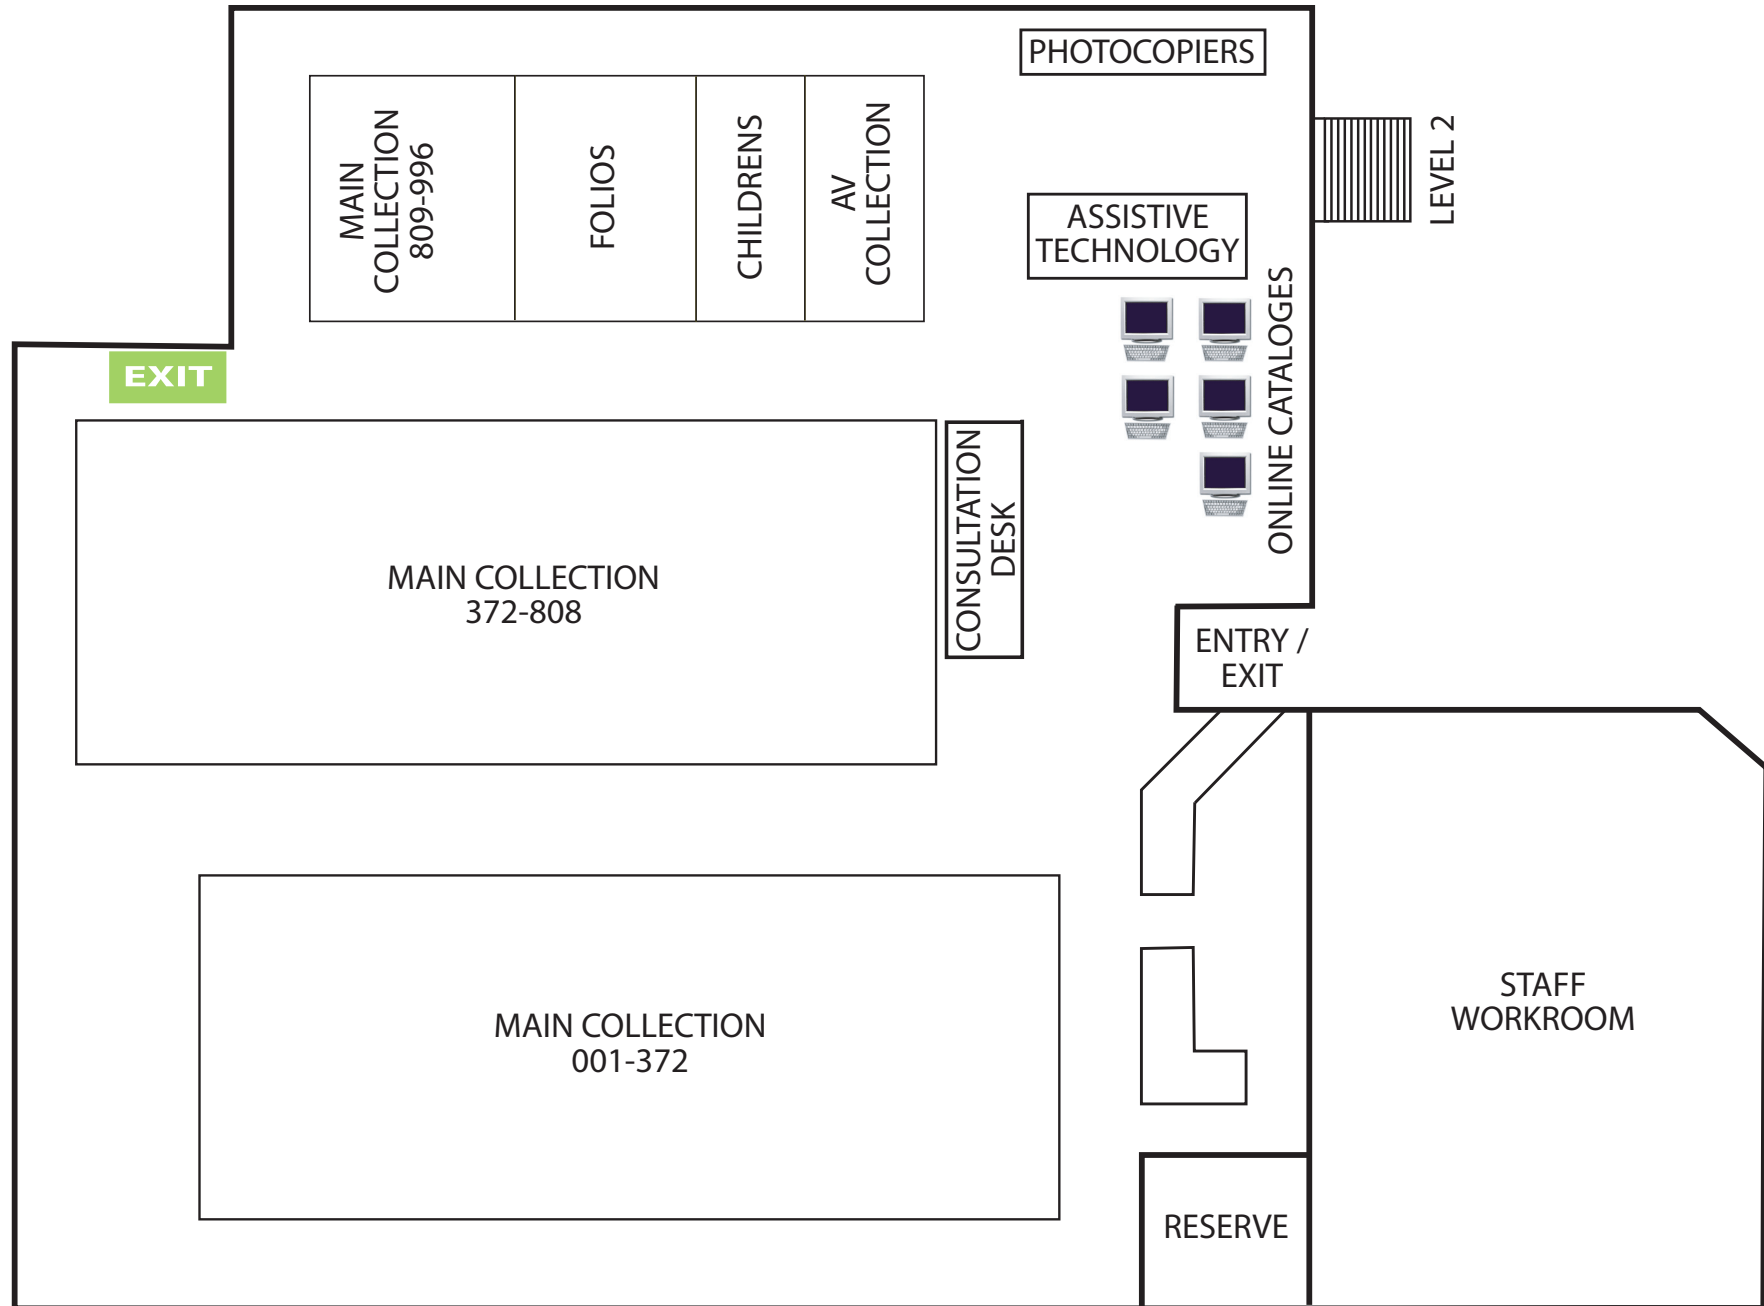 PHOTOCOPIERS
MAIN
COLLECTION
809-996
FOLIOS
CHILDRENS
AV
COLLECTION
LEVEL 2
ASSISTIVE
TECHNOLOGY
ONLINE CATALOGES
EXIT
CONSULTATION
DESK
MAIN COLLECTION
372-808
ENTRY /
EXIT
MAIN COLLECTION
001-372
STAFF
WORKROOM
RESERVE